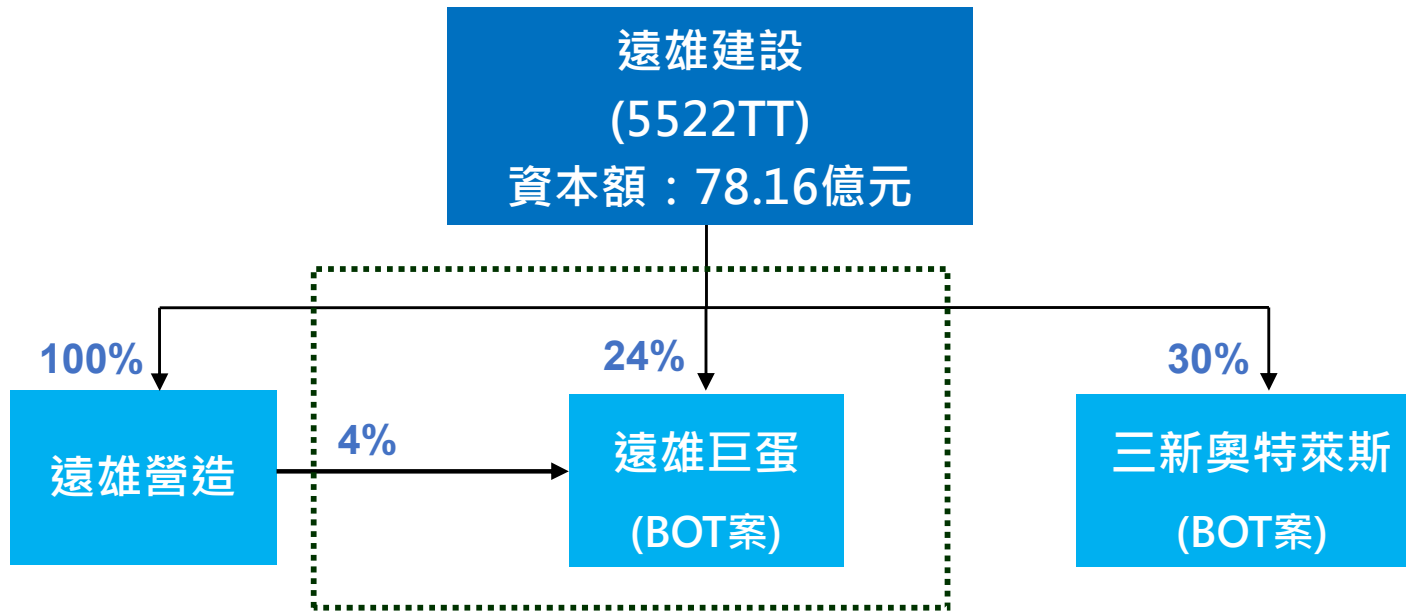 遠雄建設
(5522TT)
資本額：78.16億元
100%
24%
30%
4%
遠雄營造
遠雄巨蛋
(BOT案)
三新奧特萊斯
(BOT案)